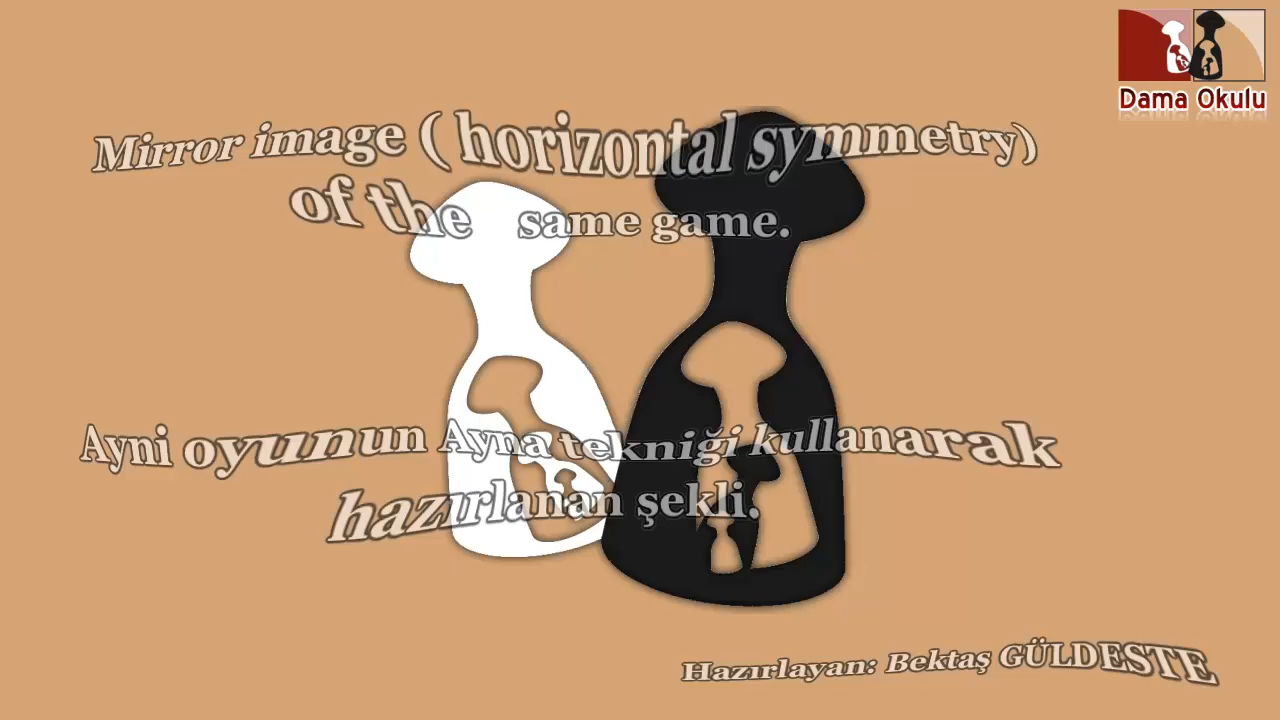 Dama Okulu
Mirror image ( horizontal symmetry)
of the same game.
Ayni oyunun Ayna tekniği kullanarak
hazırlanan şekli.
Hazırlayan: Bektaş GÜLDESTE